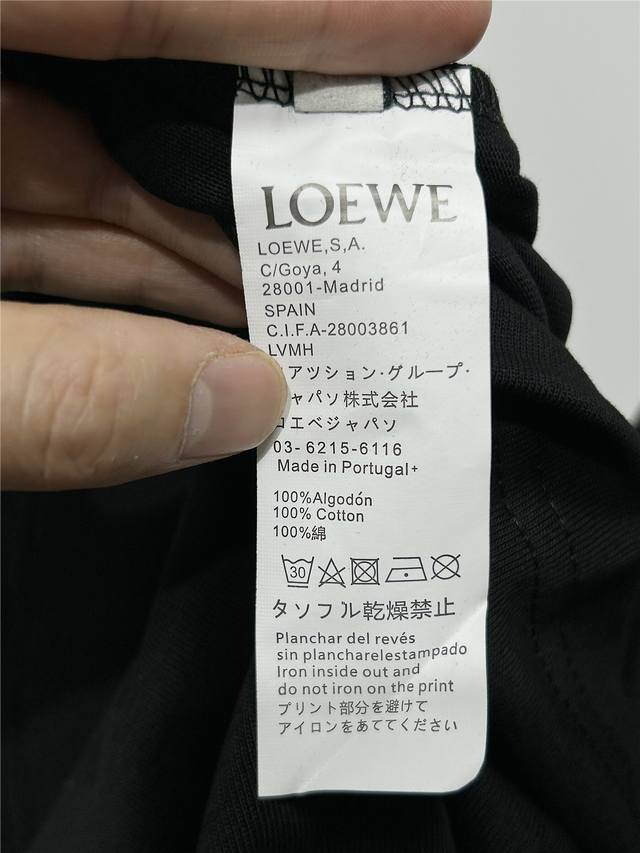 LOEWE
LOEWE,S,A.
C/Goya, 4
28001-Madrid
SPAIN
C.I.F.A-28003861
LVMH
アツション·グループ·
ャパソ株式会社
エベジャパソ
03- 6215-6116
Made in Portugal+
100%Algodón
100% Cotton
100%綿
30
タソフル乾燥禁止
Planchar del revés
sin plancharelestampado
Iron inside out and
do not iron on the print
プリント部分を避けて
アイロンをあててください